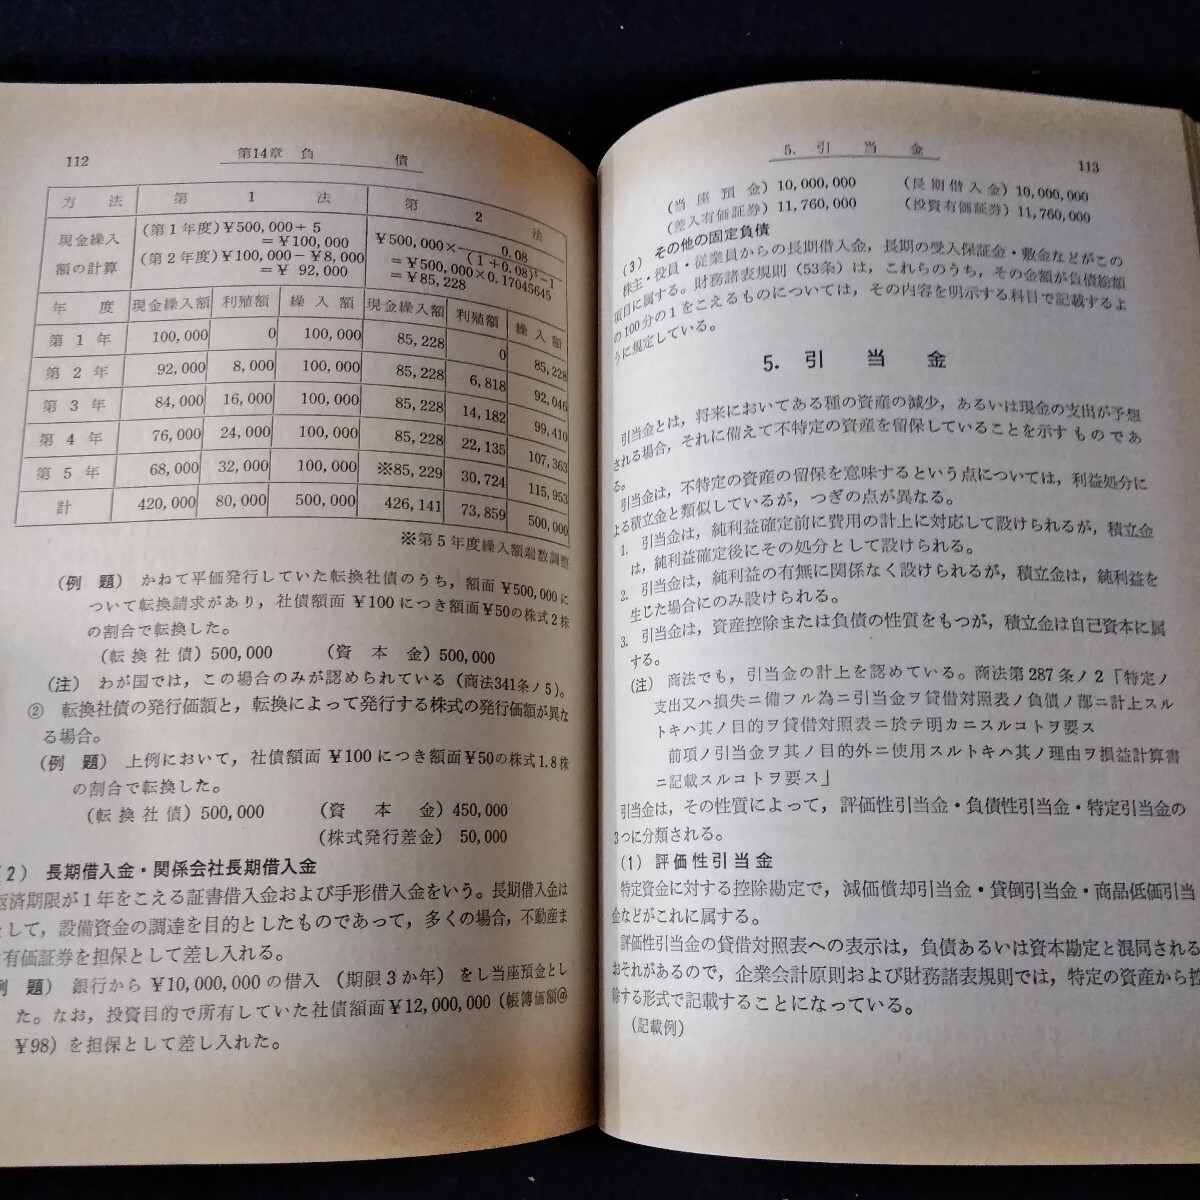 112
第14章 負 債
方 法 第 1 法 第 2 法
現金繰入額の計算
(第1年度)¥500,000÷5
=¥100,000
(第2年度)¥100,000−¥8,000
=¥ 92,000
¥500,000×0.08/((1+0.08)⁵−1)
=¥500,000×0.17045645
=¥85,228
年 度 現金繰入額 利殖額 繰入額 現金繰入額 利殖額 繰入額
第1年 100,000 0 100,000 85,228 0 85,228
第2年 92,000 8,000 100,000 85,228 6,818 92,046
第3年 84,000 16,000 100,000 85,228 14,182 99,410
第4年 76,000 24,000 100,000 85,228 22,135 107,363
第5年 68,000 32,000 100,000 ※85,229 30,724 115,953
計 420,000 80,000 500,000 426,141 73,859 500,000
※第5年度繰入額端数調整
(例 題) かねて平価発行していた転換社債のうち,額面 ¥500,000に
ついて転換請求があり,社債額面 ¥100 につき額面¥50の株式2株
の割合で転換した。
(転換社債) 500,000 (資 本 金) 500,000
(注) わが国では,この場合のみが認められている(商法341条ノ5)。
② 転換社債の発行価額と,転換によって発行する株式の発行価額が異な
る場合。
(例 題) 上例において,社債額面 ¥100 につき額面¥50の株式1.8株
の割合で転換した。
(転換社債) 500,000 (資 本 金) 450,000
(株式発行差金) 50,000
2) 長期借入金・関係会社長期借入金
返済期限が1年をこえる証書借入金および手形借入金をいう。長期借入金は
して,設備資金の調達を目的としたものであって,多くの場合,不動産ま
有価証券を担保として差し入れる。
例 題) 銀行から ¥10,000,000 の借入 (期限3か年) をし当座預金とし
た。なお,投資目的で所有していた社債額面¥12,000,000 (帳簿価額@
¥98) を担保として差し入れた。
5. 引 当 金
113
(当座預金) 10,000,000 (長期借入金) 10,000,000
(差入有価証券) 11,760,000 (投資有価証券) 11,760,000
(3) その他の固定負債
株主・役員・従業員からの長期借入金,長期の受入保証金・敷金などがこの
項目に属する。財務諸表規則(53条)は,これらのうち,その金額が負債総額
の100分の1をこえるものについては,その内容を明示する科目で記載するよ
うに規定している。
5. 引 当 金
引当金とは,将来においてある種の資産の減少,あるいは現金の支出が予想
される場合,それに備えて不特定の資産を留保していることを示すものであ
る。
引当金は,不特定の資産の留保を意味するという点については,利益処分に
よる積立金と類似しているが,つぎの点が異なる。
1. 引当金は,純利益確定前に費用の計上に対応して設けられるが,積立金
は,純利益確定後にその処分として設けられる。
2. 引当金は,純利益の有無に関係なく設けられるが,積立金は,純利益を
生じた場合にのみ設けられる。
3. 引当金は,資産控除または負債の性質をもつが,積立金は自己資本に属
する。
(注) 商法でも,引当金の計上を認めている。商法第287条ノ2「特定ノ
支出又ハ損失ニ備フル為ニ引当金ヲ貸借対照表ノ負債ノ部ニ計上スル
トキハ其ノ目的ヲ貸借対照表ニ於テ明カニスルコトヲ要ス
前項ノ引当金ヲ其ノ目的外ニ使用スルトキハ其ノ理由ヲ損益計算書
ニ記載スルコトヲ要ス」
引当金は,その性質によって,評価性引当金・負債性引当金・特定引当金の
3つに分類される。
(1) 評価性引当金
特定資金に対する控除勘定で,減価償却引当金・貸倒引当金・商品低価引当
金などがこれに属する。
評価性引当金の貸借対照表への表示は,負債あるいは資本勘定と混同される
おそれがあるので,企業会計原則および財務諸表規則では,特定の資産から控
除する形式で記載することになっている。
(記載例)